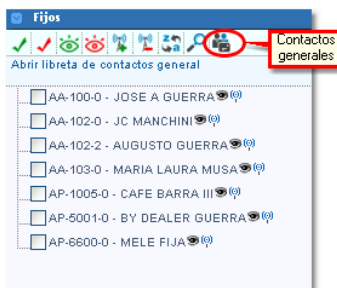 Fijos
Contactos
generales
Abrir libreta de contactos general
AA-100-0 - JOSE A GUERRA
AA-102-0 - JC MANCHINI
AA-102-2 - AUGUSTO GUERRA
AA-103-0 - MARIA LAURA MUSA
AP-1005-0 - CAFE BARRA III
AP-5001-0 - BY DEALER GUERRA
AP-6600-0 - MELE FIJA